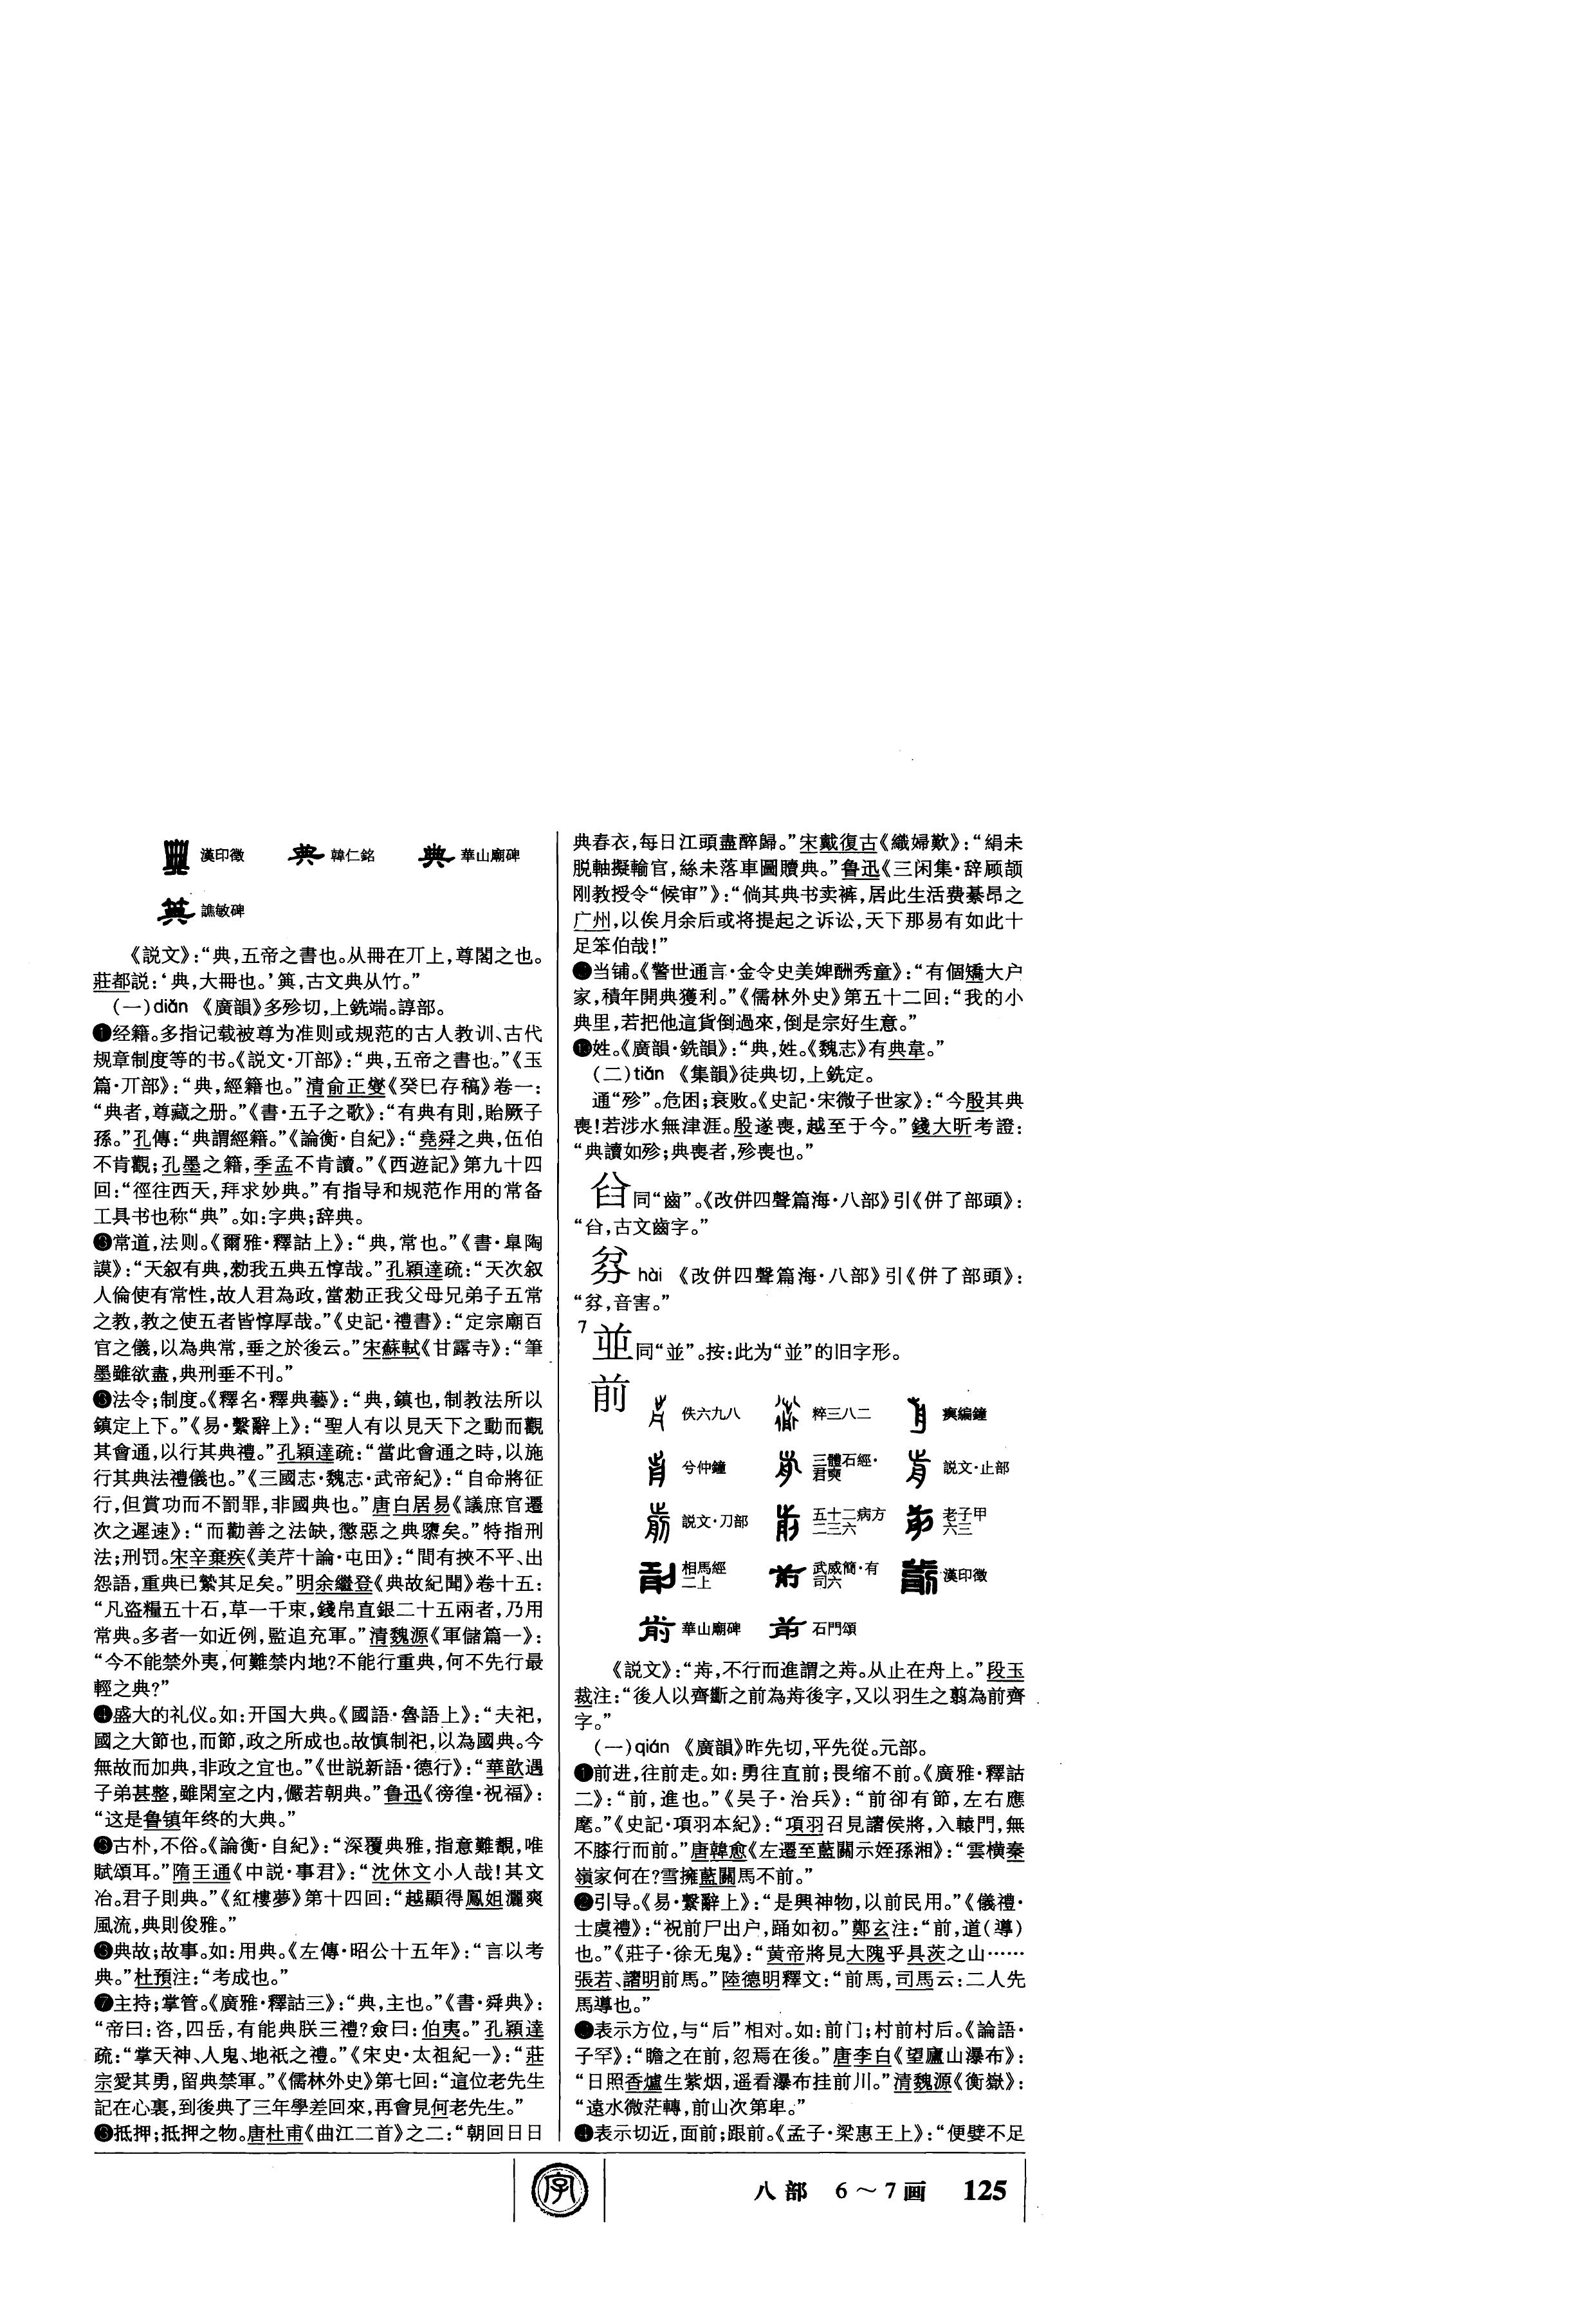 漢印徵 韓仁銘 華山廟碑
譙敏碑
《説文》：“典，五帝之書也。从冊在丌上，尊閣之也。
莊都説：‘典，大冊也。’䈂，古文典从竹。”
(一)diǎn 《廣韻》多殄切，上銑端。諄部。
❶经籍。多指记载被尊为准则或规范的古人教训、古代
规章制度等的书。《説文·丌部》：“典，五帝之書也。”《玉
篇·丌部》：“典，經籍也。”清俞正燮《癸巳存稿》卷一：
“典者，尊藏之册。”《書·五子之歌》：“有典有則，貽厥子
孫。”孔傳：“典謂經籍。”《論衡·自紀》：“堯舜之典，伍伯
不肯觀；孔墨之籍，季孟不肯讀。”《西遊記》第九十四
回：“徑往西天，拜求妙典。”有指导和规范作用的常备
工具书也称“典”。如：字典；辞典。
常道，法则。《爾雅·釋詁上》：“典，常也。”《書·臯陶
謨》：“天叙有典，勑我五典五惇哉。”孔穎達疏：“天次叙
人倫使有常性，故人君為政，當勑正我父母兄弟子五常
之教，教之使五者皆惇厚哉。”《史記·禮書》：“定宗廟百
官之儀，以為典常，垂之於後云。”宋蘇軾《甘露寺》：“筆
墨雖欲盡，典刑垂不刊。”
❸法令；制度。《釋名·釋典藝》：“典，鎮也，制教法所以
鎮定上下。”《易·繫辭上》：“聖人有以見天下之動而觀
其會通，以行其典禮。”孔穎達疏：“當此會通之時，以施
行其典法禮儀也。”《三國志·魏志·武帝紀》：“自命將征
行，但賞功而不罰罪，非國典也。”唐白居易《議庶官遷
次之遲速》：“而勸善之法缺，懲惡之典隳矣。”特指刑
法；刑罚。宋辛棄疾《美芹十論·屯田》：“間有挾不平、出
怨語，重典已縶其足矣。”明余繼登《典故紀聞》卷十五：
“凡盗糧五十石，草一千束，錢帛直銀二十五兩者，乃用
常典。多者一如近例，監追充軍。”清魏源《軍儲篇一》：
“今不能禁外夷，何難禁内地？不能行重典，何不先行最
輕之典？”
❹盛大的礼仪。如：开国大典。《國語·魯語上》：“夫祀，
國之大節也，而節，政之所成也。故慎制祀，以為國典。今
無故而加典，非政之宜也。”《世説新語·德行》：“華歆遇
子弟甚整，雖閑室之内，儼若朝典。”鲁迅《徬徨·祝福》：
“这是鲁镇年终的大典。”
古朴，不俗。《論衡·自紀》：“深覆典雅，指意難覩，唯
賦頌耳。”隋王通《中説·事君》：“沈休文小人哉！其文
冶。君子則典。”《紅樓夢》第十四回：“越顯得鳳姐灑爽
風流，典則俊雅。”
典故；故事。如：用典。《左傳·昭公十五年》：“言以考
典。”杜預注：“考成也。”
❼主持；掌管。《廣雅·釋詁三》：“典，主也。”《書·舜典》：
“帝曰：咨，四岳，有能典朕三禮？僉曰：伯夷。”孔穎達
疏：“掌天神、人鬼、地祇之禮。”《宋史·太祖紀一》：“莊
宗愛其勇，留典禁軍。”《儒林外史》第七回：“這位老先生
記在心裏，到後典了三年學差回來，再會見何老先生。”
抵押；抵押之物。唐杜甫《曲江二首》之二：“朝回日日
典春衣，每日江頭盡醉歸。”宋戴復古《織婦歎》：“絹未
脱軸擬輸官，絲未落車圖贖典。”鲁迅《三闲集·辞顾颉
刚教授令“候审”》：“倘其典书卖裤，居此生活费綦昂之
广州，以俟月余后或将提起之诉讼，天下那易有如此十
足笨伯哉！”
当铺。《警世通言·金令史美婢酬秀童》：“有個矯大户
家，積年開典獲利。”《儒林外史》第五十二回：“我的小
典里，若把他這貨倒過來，倒是宗好生意。”
姓。《廣韻·銑韻》：“典，姓。《魏志》有典韋。”
(二)tiǎn 《集韻》徒典切，上銑定。
通“殄”。危困；衰败。《史記·宋微子世家》：“今殷其典
喪！若涉水無津涯。殷遂喪，越至于今。”錢大昕考證：
“典讀如殄；典喪者，殄喪也。”
同“齒”。《改併四聲篇海·八部》引《併了部頭》：
“，古文齒字。”
hài 《改併四聲篇海·八部》引《併了部頭》：
“，音害。”
7 並同“並”。按：此为“並”的旧字形。
前 佚六九八 粹三八二 𤼈編鐘
兮仲鐘 三體石經·君奭 説文·止部
説文·刀部 五十二病方二三六 老子甲六三
相馬經二上 武威簡·有司六 漢印徵
華山廟碑 石門頌
《説文》：“歬，不行而進謂之歬。从止在舟上。”段玉
裁注：“後人以齊斷之前為歬後字，又以羽生之翦為前齊
字。”
(一)qián 《廣韻》昨先切，平先從。元部。
❶前进，往前走。如：勇往直前；畏缩不前。《廣雅·釋詁
二》：“前，進也。”《吴子·治兵》：“前卻有節，左右應
麾。”《史記·項羽本紀》：“項羽召見諸侯將，入轅門，無
不膝行而前。”唐韓愈《左遷至藍關示姪孫湘》：“雲横秦
嶺家何在？雪擁藍關馬不前。”
❷引导。《易·繫辭上》：“是興神物，以前民用。”《儀禮·
士虞禮》：“祝前尸出户，踊如初。”鄭玄注：“前，道(導)
也。”《莊子·徐无鬼》：“黄帝將見大隗乎具茨之山……
張若、謵朋前馬。”陸德明釋文：“前馬，司馬云：二人先
馬導也。”
表示方位，与“后”相对。如：前门；村前村后。《論語·
子罕》：“瞻之在前，忽焉在後。”唐李白《望廬山瀑布》：
“日照香爐生紫烟，遥看瀑布挂前川。”清魏源《衡嶽》：
“遠水微茫轉，前山次第卑。”
❹表示切近，面前；跟前。《孟子·梁惠王上》：“便嬖不足
字 八部 6～7画 125